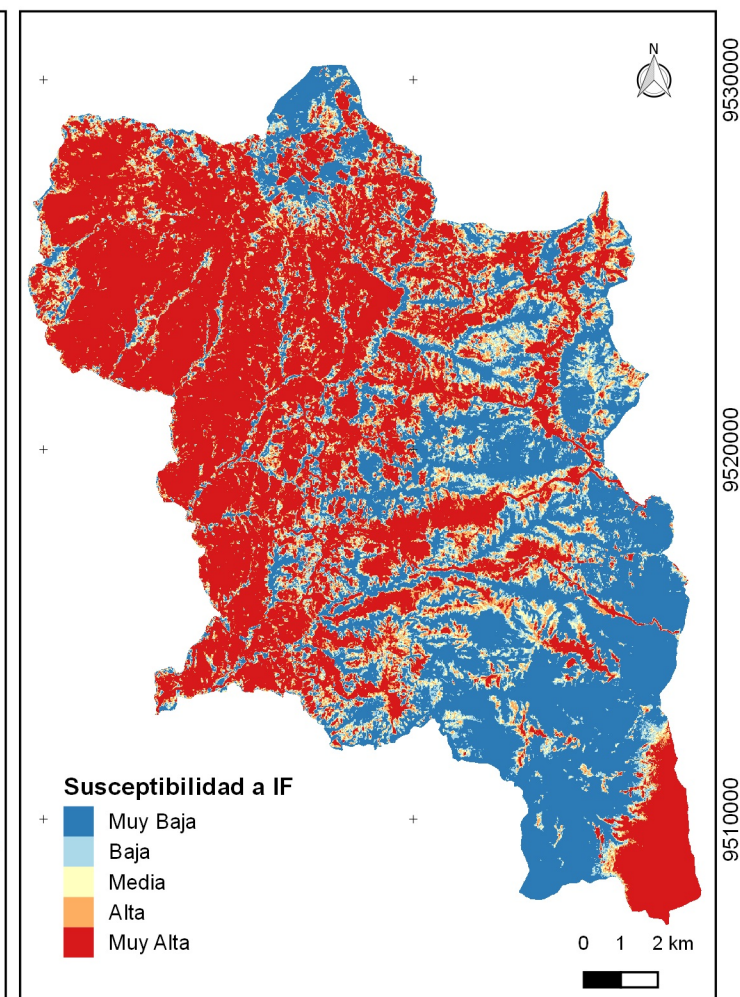 N
9530000
9520000
9510000
Susceptibilidad a IF
Muy Baja
Baja
Media
Alta
Muy Alta
0 1 2 km